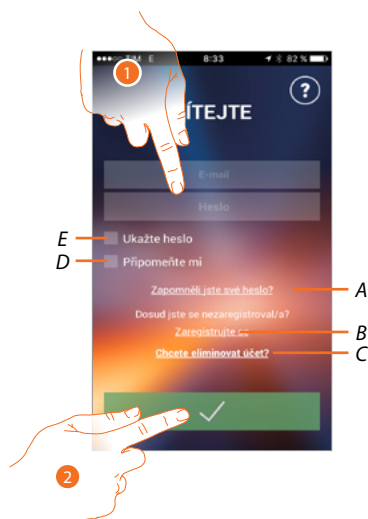 TIM E 8:33 82 %
1
?
ÍTEJTE
E-mail
Heslo
E Ukažte heslo
D Připomeňte mi
Zapomněli jste své heslo? A
Dosud jste se nezaregistroval/a?
Zaregistrujte se B
Chcete eliminovat účet? C
2